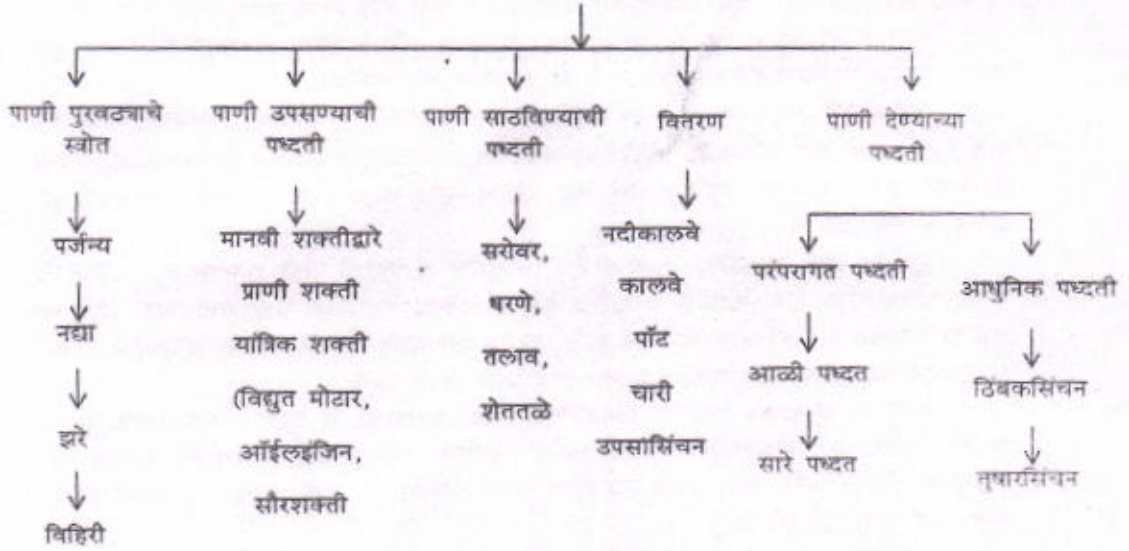 पाणी पुरवठ्याचे
स्त्रोत
पाणी उपसण्याची
पध्दती
पाणी साठविण्याची
पध्दती
वितरण
पाणी देण्याच्या
पध्दती
पर्जन्य
नद्या
झरे
विहिरी
मानवी शक्तीद्वारे
प्राणी शक्ती
यांत्रिक शक्ती
(विद्युत मोटार,
ऑईलइंजिन,
सौरशक्ती
सरोवर,
धरणे,
तलाव,
शेततळे
नदीकालवे
कालवे
पॉट
चारी
उपसासिंचन
परंपरागत पध्दती
आळी पध्दत
सारे पध्दत
आधुनिक पध्दती
ठिंबकसिंचन
तुषारसिंचन